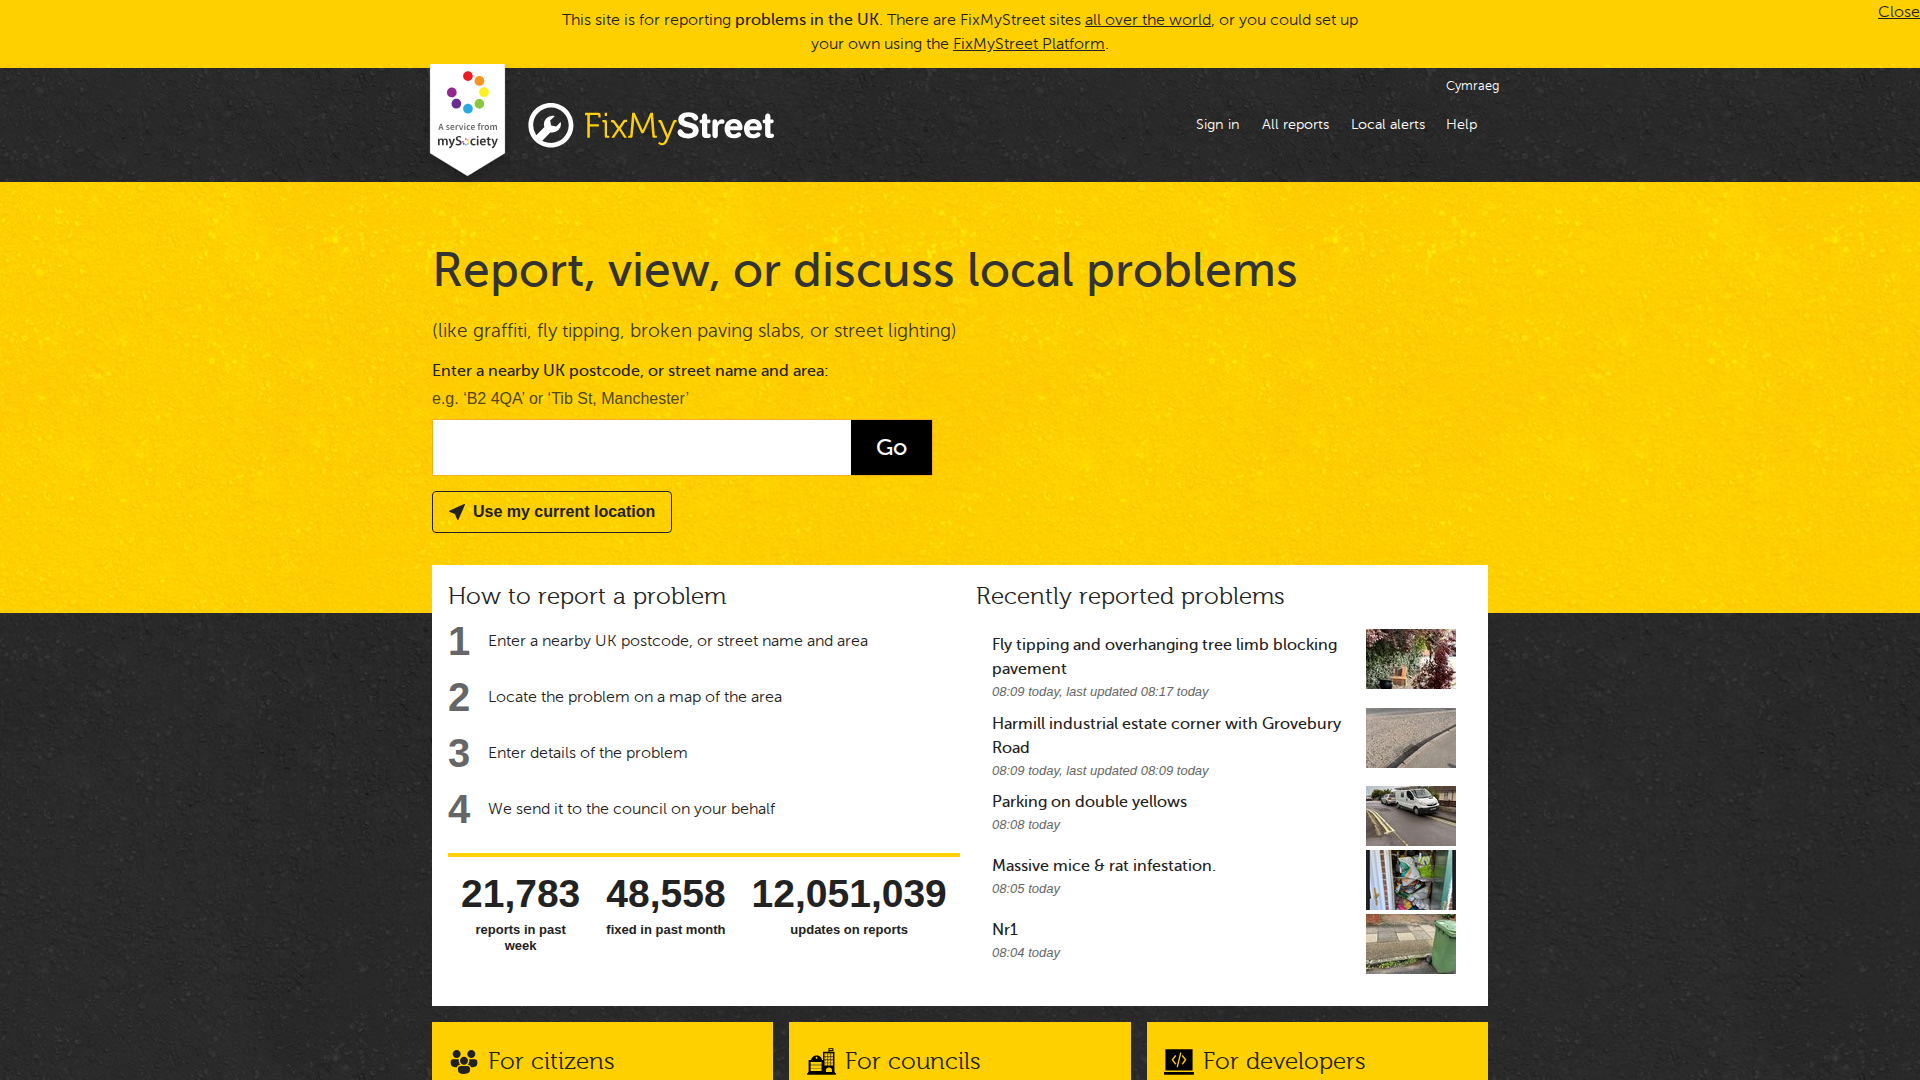 This site is for reporting problems in the UK. There are FixMyStreet sites all over the world, or you could set up
your own using the FixMyStreet Platform.
Close
A service from
mySociety
FixMyStreet
Cymraeg
Sign in
All reports
Local alerts
Help
Report, view, or discuss local problems
(like graffiti, fly tipping, broken paving slabs, or street lighting)
Enter a nearby UK postcode, or street name and area:
e.g. ‘B2 4QA’ or ‘Tib St, Manchester’
Go
Use my current location
How to report a problem
1 Enter a nearby UK postcode, or street name and area
2 Locate the problem on a map of the area
3 Enter details of the problem
4 We send it to the council on your behalf
21,783
reports in past
week
48,558
fixed in past month
12,051,039
updates on reports
Recently reported problems
Fly tipping and overhanging tree limb blocking
pavement
08:09 today, last updated 08:17 today
Harmill industrial estate corner with Grovebury
Road
08:09 today, last updated 08:09 today
Parking on double yellows
08:08 today
Massive mice & rat infestation.
08:05 today
Nr1
08:04 today
For citizens
For councils
For developers